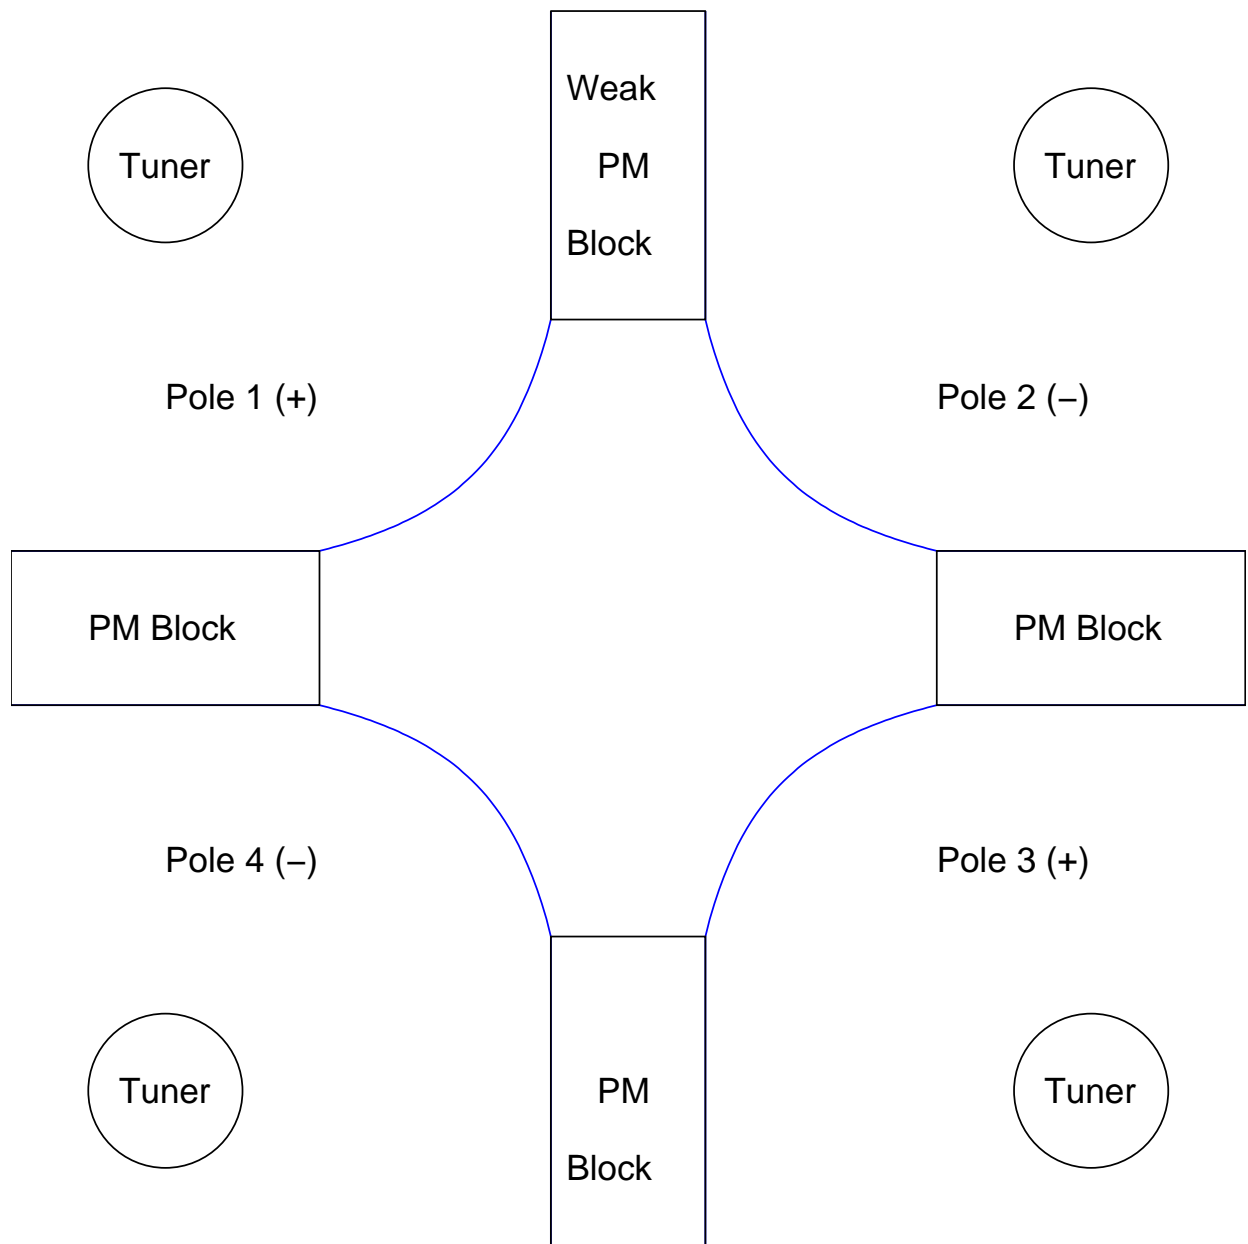 Weak
Tuner
PM
Tuner
Block
Pole 1 (+)
Pole 2 (–)
PM Block
PM Block
Pole 4 (–)
Pole 3 (+)
Tuner
PM
Tuner
Block